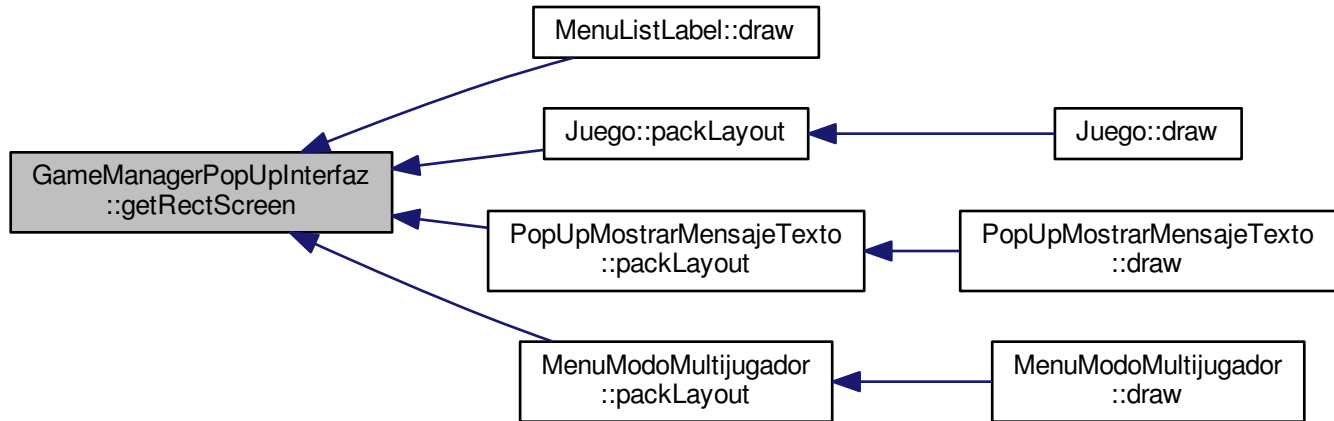 MenuListLabel::draw
Juego::packLayout
Juego::draw
GameManagerPopUpInterfaz
::getRectScreen
PopUpMostrarMensajeTexto
::packLayout
PopUpMostrarMensajeTexto
::draw
MenuModoMultijugador
::packLayout
MenuModoMultijugador
::draw